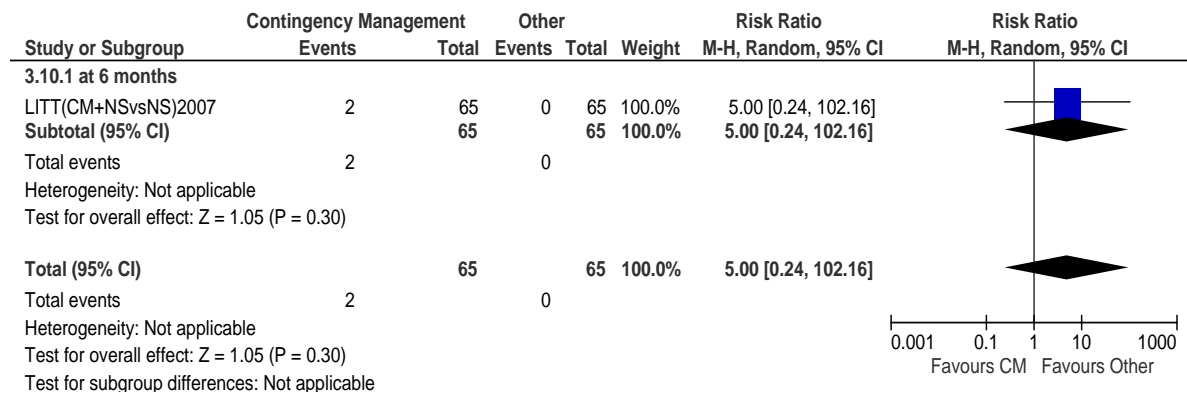 Contingency Management Other Risk Ratio Risk Ratio
Study or Subgroup Events Total Events Total Weight M-H, Random, 95% CI M-H, Random, 95% CI
3.10.1 at 6 months
LITT(CM+NSvsNS)2007 2 65 0 65 100.0% 5.00 [0.24, 102.16]
Subtotal (95% CI) 65 65 100.0% 5.00 [0.24, 102.16]
Total events 2 0
Heterogeneity: Not applicable
Test for overall effect: Z = 1.05 (P = 0.30)
Total (95% CI) 65 65 100.0% 5.00 [0.24, 102.16]
Total events 2 0
Heterogeneity: Not applicable
Test for overall effect: Z = 1.05 (P = 0.30)
Test for subgroup differences: Not applicable
0.001 0.1 1 10 1000
Favours CM Favours Other